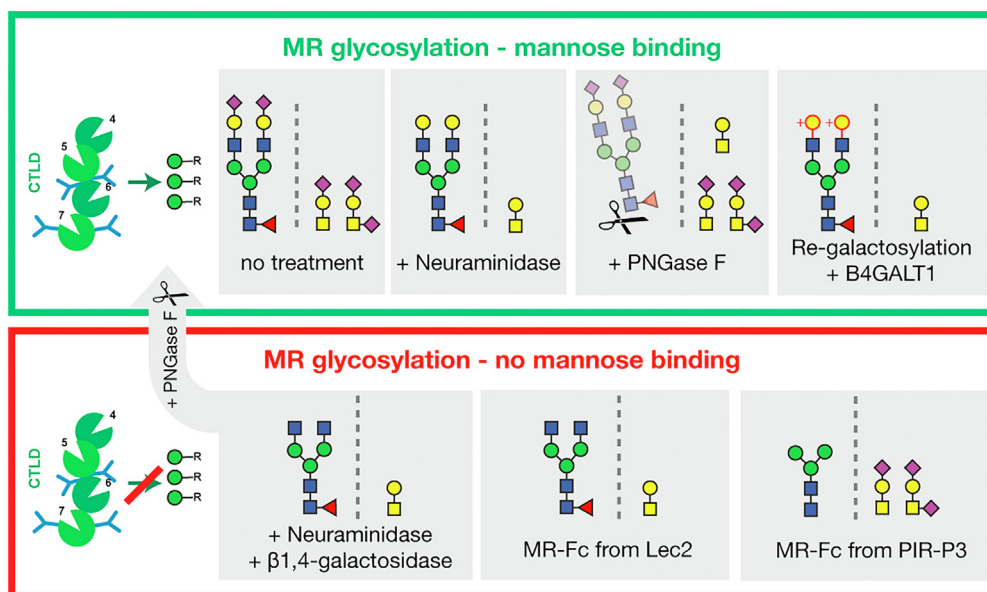 MR glycosylation - mannose binding
CTLD
4
5
6
7
R
R
R
no treatment
+ Neuraminidase
+ PNGase F
+
+
Re-galactosylation
+ B4GALT1
+ PNGase F
MR glycosylation - no mannose binding
CTLD
4
5
6
7
R
R
R
+ Neuraminidase
+ β1,4-galactosidase
MR-Fc from Lec2
MR-Fc from PIR-P3